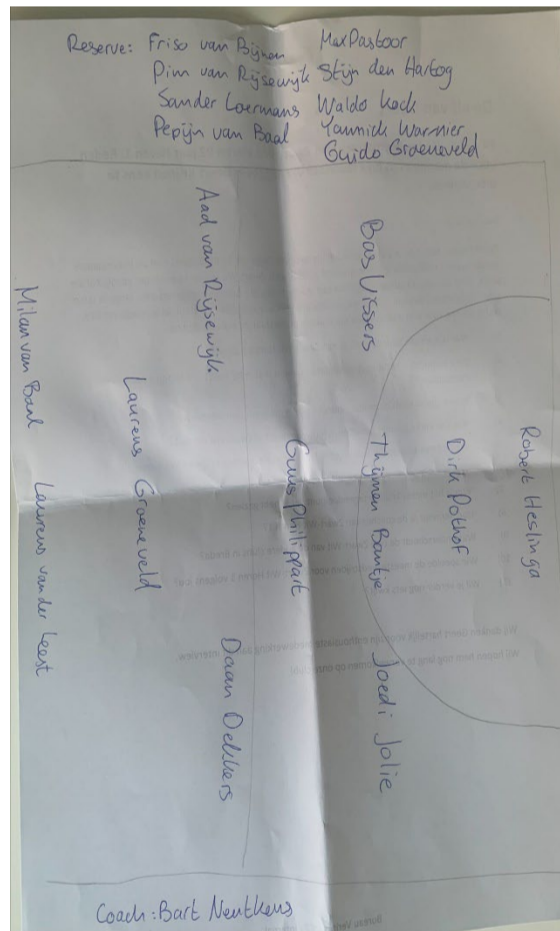 Reserve: Friso van Bijnen Max Pastoor
Pim van Rijsewijk Stijn den Hartog
Sander Loermans Waldo Kock
Pepijn van Baal Yannick Warnier
Guido Groeneveld
Robert Heslinga
Dirk Pothof
Bas Vissers
Thijmen Bantje
Joedi Jolie
Guus Philippart
Aad van Rijsewijk
Daan Dekkers
Laurens Groeneveld
Milan van Baal
Laurens van der Leest
Coach: Bart Neutkens